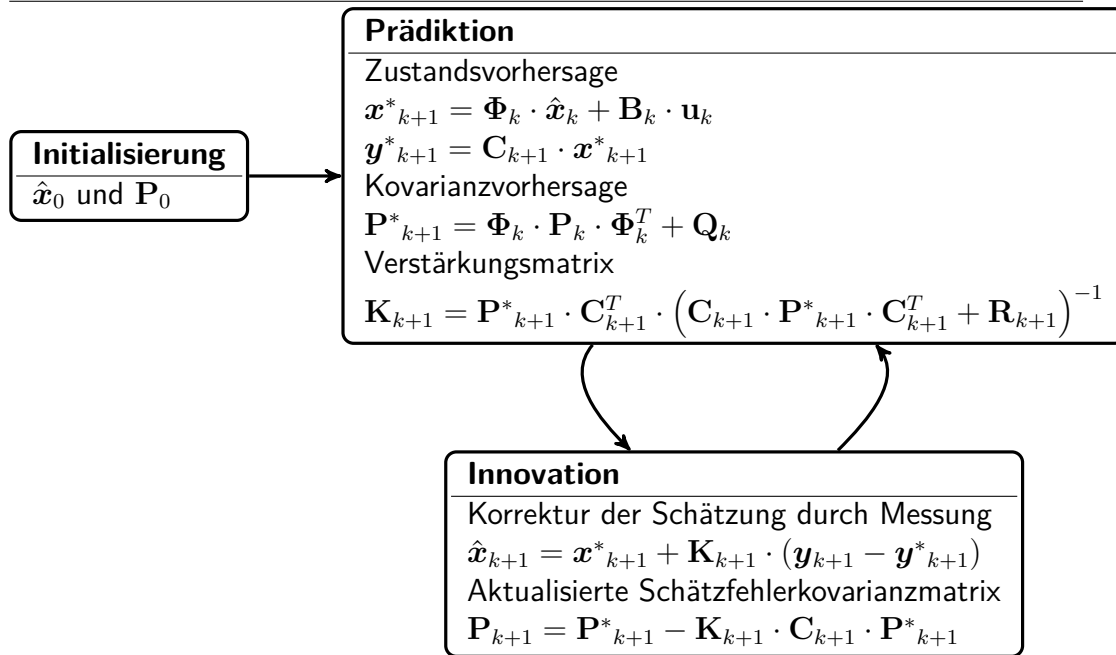 Prädiktion
Zustandsvorhersage
𝒙*ₖ₊₁ = 𝚽ₖ · 𝒙̂ₖ + 𝐁ₖ · 𝐮ₖ
𝒚*ₖ₊₁ = 𝐂ₖ₊₁ · 𝒙*ₖ₊₁
Kovarianzvorhersage
𝐏*ₖ₊₁ = 𝚽ₖ · 𝐏ₖ · 𝚽ₖᵀ + 𝐐ₖ
Verstärkungsmatrix
𝐊ₖ₊₁ = 𝐏*ₖ₊₁ · 𝐂ₖ₊₁ᵀ · (𝐂ₖ₊₁ · 𝐏*ₖ₊₁ · 𝐂ₖ₊₁ᵀ + 𝐑ₖ₊₁)⁻¹
Initialisierung
𝒙̂₀ und 𝐏₀
Innovation
Korrektur der Schätzung durch Messung
𝒙̂ₖ₊₁ = 𝒙*ₖ₊₁ + 𝐊ₖ₊₁ · (𝒚ₖ₊₁ − 𝒚*ₖ₊₁)
Aktualisierte Schätzfehlerkovarianzmatrix
𝐏ₖ₊₁ = 𝐏*ₖ₊₁ − 𝐊ₖ₊₁ · 𝐂ₖ₊₁ · 𝐏*ₖ₊₁